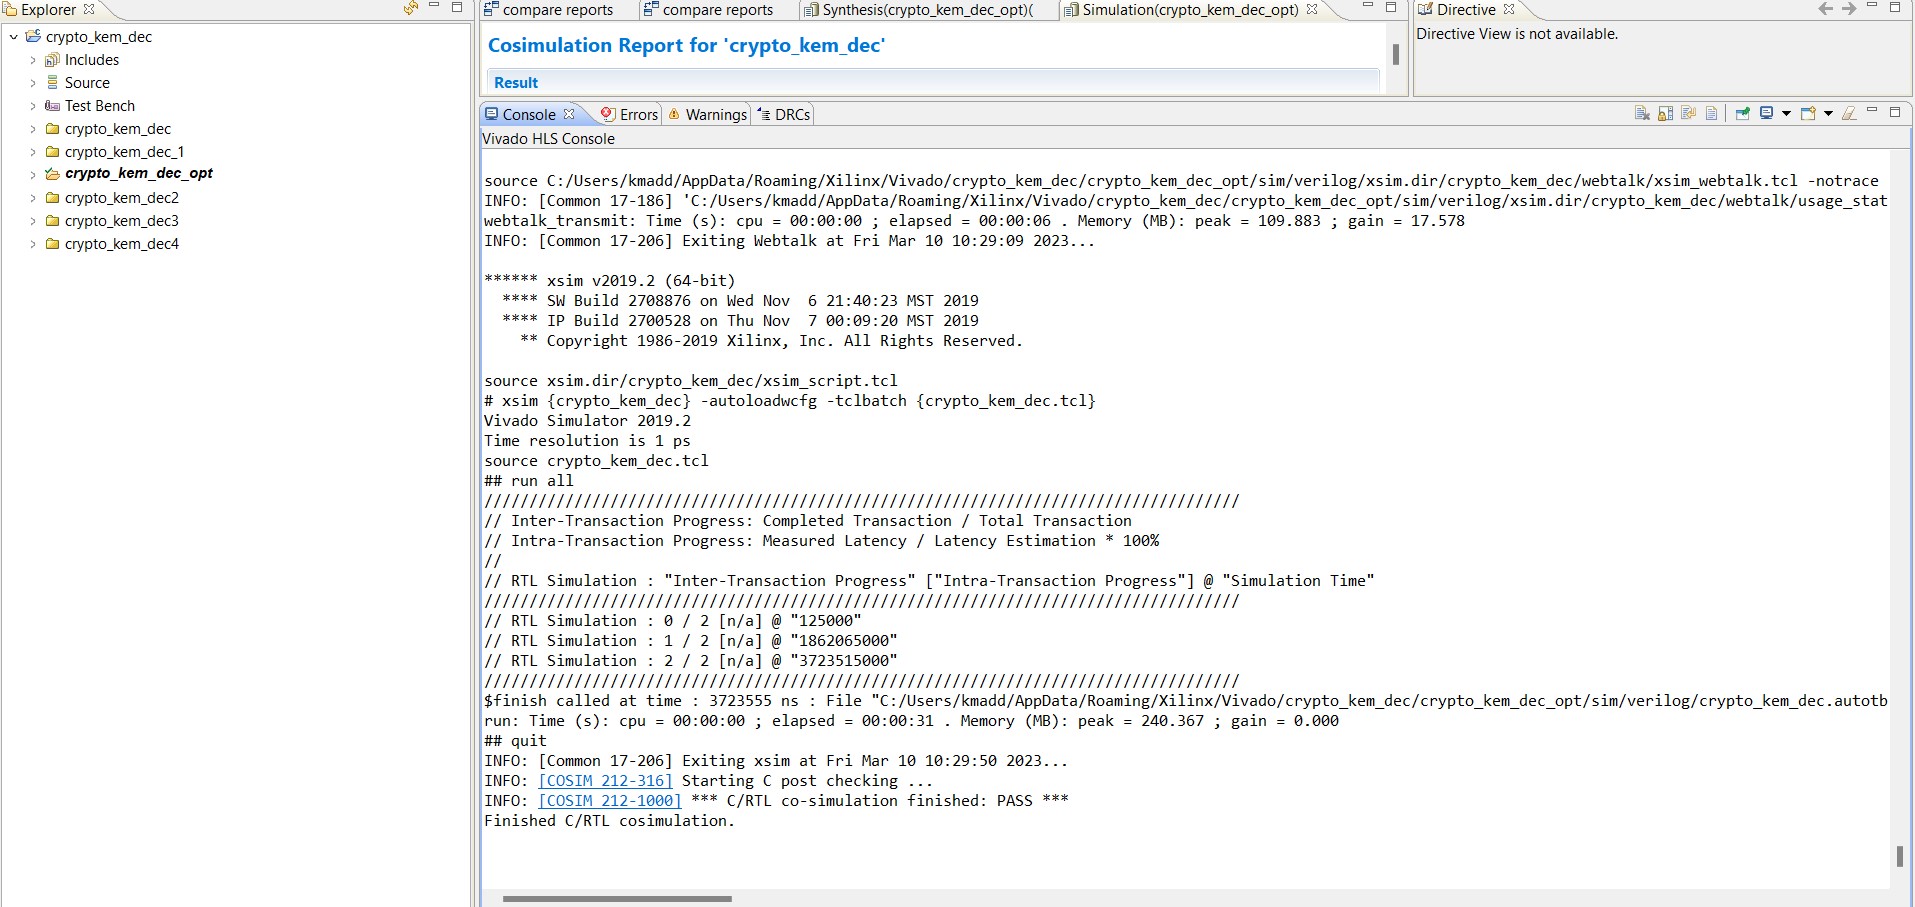 Explorer
crypto_kem_dec
Includes
Source
Test Bench
crypto_kem_dec
crypto_kem_dec_1
crypto_kem_dec_opt
crypto_kem_dec2
crypto_kem_dec3
crypto_kem_dec4
compare reports
compare reports
Synthesis(crypto_kem_dec_opt)(
Simulation(crypto_kem_dec_opt)
Cosimulation Report for 'crypto_kem_dec'
Result
Directive
Directive View is not available.
Console
Errors
Warnings
DRCs
Vivado HLS Console
source C:/Users/kmadd/AppData/Roaming/Xilinx/Vivado/crypto_kem_dec/crypto_kem_dec_opt/sim/verilog/xsim.dir/crypto_kem_dec/webtalk/xsim_webtalk.tcl -notrace
INFO: [Common 17-186] 'C:/Users/kmadd/AppData/Roaming/Xilinx/Vivado/crypto_kem_dec/crypto_kem_dec_opt/sim/verilog/xsim.dir/crypto_kem_dec/webtalk/usage_stat
webtalk_transmit: Time (s): cpu = 00:00:00 ; elapsed = 00:00:06 . Memory (MB): peak = 109.883 ; gain = 17.578
INFO: [Common 17-206] Exiting Webtalk at Fri Mar 10 10:29:09 2023...
****** xsim v2019.2 (64-bit)
**** SW Build 2708876 on Wed Nov  6 21:40:23 MST 2019
**** IP Build 2700528 on Thu Nov  7 00:09:20 MST 2019
** Copyright 1986-2019 Xilinx, Inc. All Rights Reserved.
source xsim.dir/crypto_kem_dec/xsim_script.tcl
# xsim {crypto_kem_dec} -autoloadwcfg -tclbatch {crypto_kem_dec.tcl}
Vivado Simulator 2019.2
Time resolution is 1 ps
source crypto_kem_dec.tcl
## run all
////////////////////////////////////////////////////////////////////////////////////
// Inter-Transaction Progress: Completed Transaction / Total Transaction
// Intra-Transaction Progress: Measured Latency / Latency Estimation * 100%
//
// RTL Simulation : "Inter-Transaction Progress" ["Intra-Transaction Progress"] @ "Simulation Time"
////////////////////////////////////////////////////////////////////////////////////
// RTL Simulation : 0 / 2 [n/a] @ "125000"
// RTL Simulation : 1 / 2 [n/a] @ "1862065000"
// RTL Simulation : 2 / 2 [n/a] @ "3723515000"
////////////////////////////////////////////////////////////////////////////////////
$finish called at time : 3723555 ns : File "C:/Users/kmadd/AppData/Roaming/Xilinx/Vivado/crypto_kem_dec/crypto_kem_dec_opt/sim/verilog/crypto_kem_dec.autotb
run: Time (s): cpu = 00:00:00 ; elapsed = 00:00:31 . Memory (MB): peak = 240.367 ; gain = 0.000
## quit
INFO: [Common 17-206] Exiting xsim at Fri Mar 10 10:29:50 2023...
INFO: [COSIM 212-316] Starting C post checking ...
INFO: [COSIM 212-1000] *** C/RTL co-simulation finished: PASS ***
Finished C/RTL cosimulation.